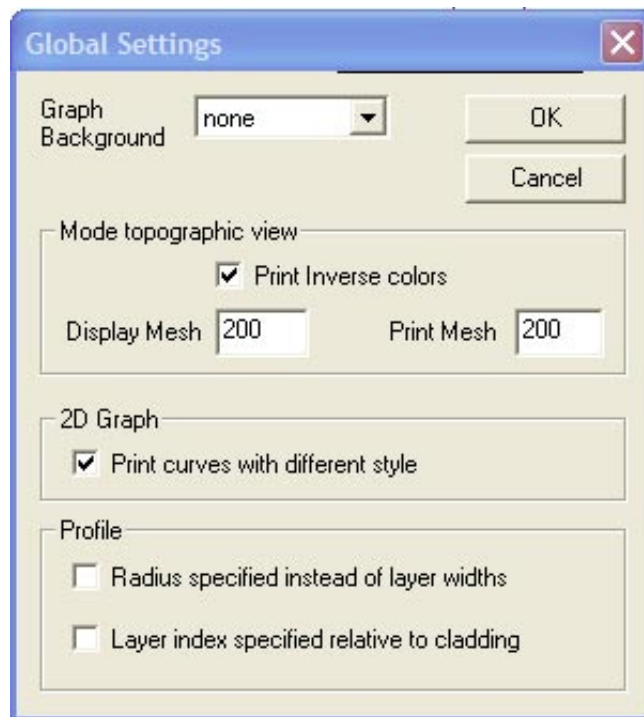 Global Settings
Graph
Background
none
OK
Cancel
Mode topographic view
Print Inverse colors
Display Mesh 200 Print Mesh 200
2D Graph
Print curves with different style
Profile
Radius specified instead of layer widths
Layer index specified relative to cladding